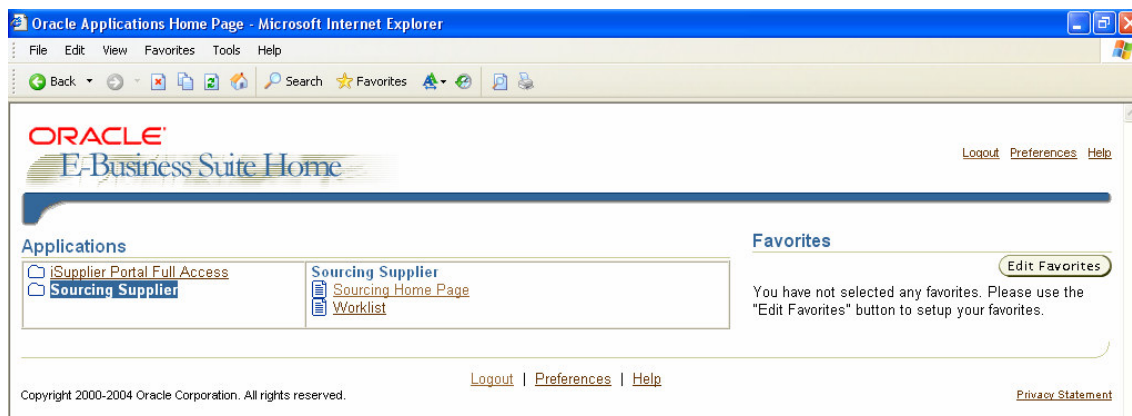 Oracle Applications Home Page - Microsoft Internet Explorer
File Edit View Favorites Tools Help
Back Search Favorites
ORACLE
E-Business Suite Home
Logout Preferences Help
Applications
iSupplier Portal Full Access
Sourcing Supplier
Sourcing Supplier
Sourcing Home Page
Worklist
Favorites
Edit Favorites
You have not selected any favorites. Please use the
"Edit Favorites" button to setup your favorites.
Logout | Preferences | Help
Copyright 2000-2004 Oracle Corporation. All rights reserved.
Privacy Statement